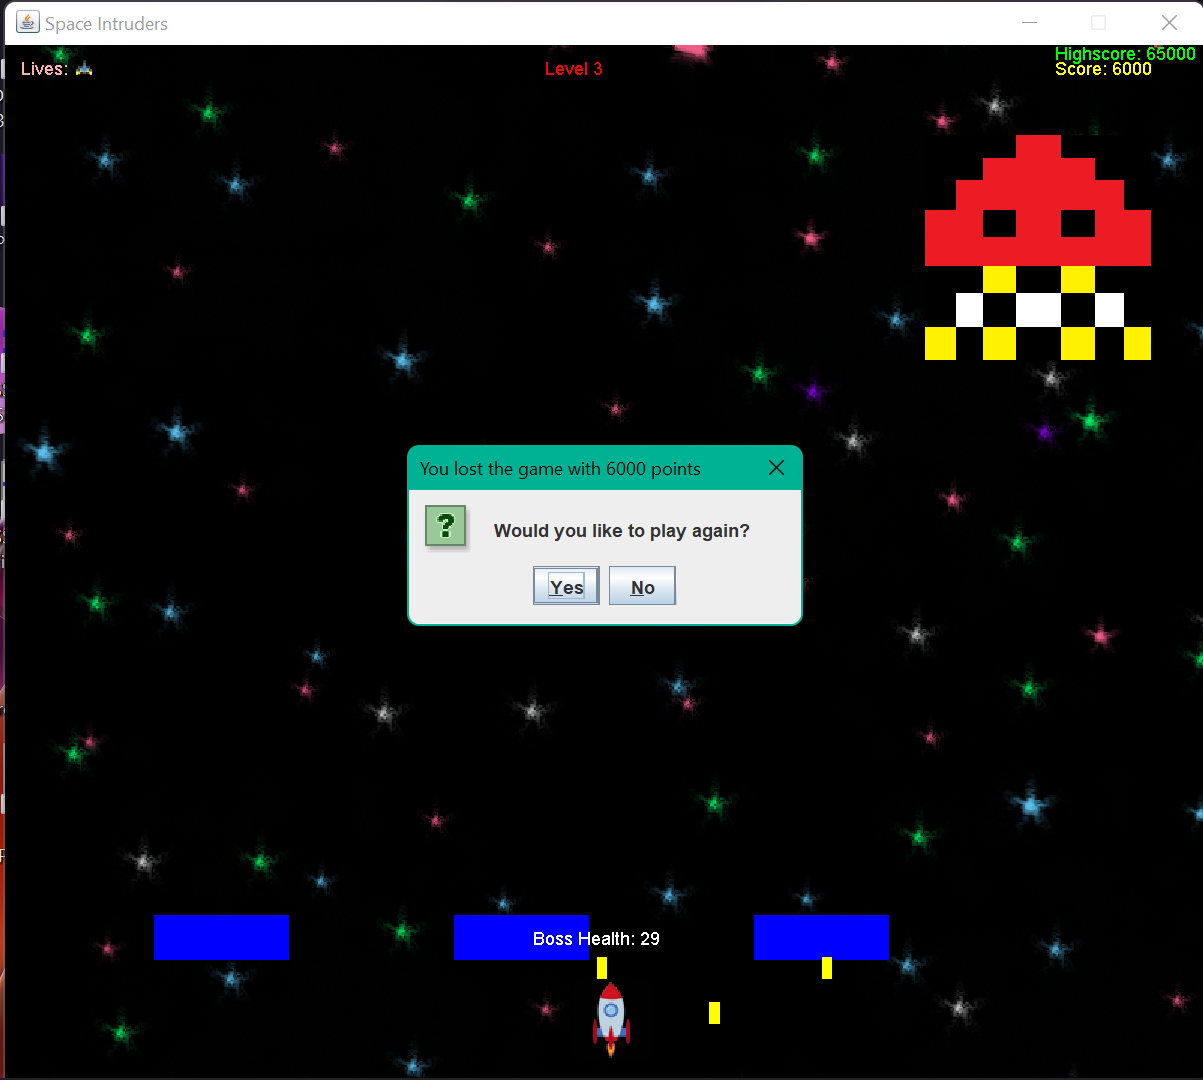 Space Intruders
Highscore: 65000
Lives:
Level 3
Score: 6000
You lost the game with 6000 points
?
Would you like to play again?
Yes
No
Boss Health: 29